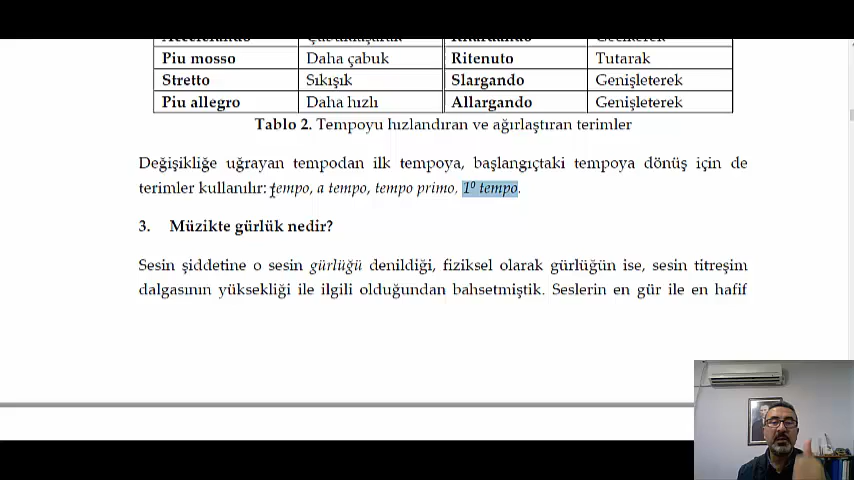 Piu mosso Daha çabuk Ritenuto Tutarak
Stretto Sıkışık Slargando Genişleterek
Piu allegro Daha hızlı Allargando Genişleterek
Tablo 2. Tempoyu hızlandıran ve ağırlaştıran terimler
Değişikliğe uğrayan tempodan ilk tempoya, başlangıçtaki tempoya dönüş için de
terimler kullanılır: tempo, a tempo, tempo primo, 1⁰ tempo.
3. Müzikte gürlük nedir?
Sesin şiddetine o sesin gürlüğü denildiği, fiziksel olarak gürlüğün ise, sesin titreşim
dalgasının yüksekliği ile ilgili olduğundan bahsetmiştik. Seslerin en gür ile en hafif